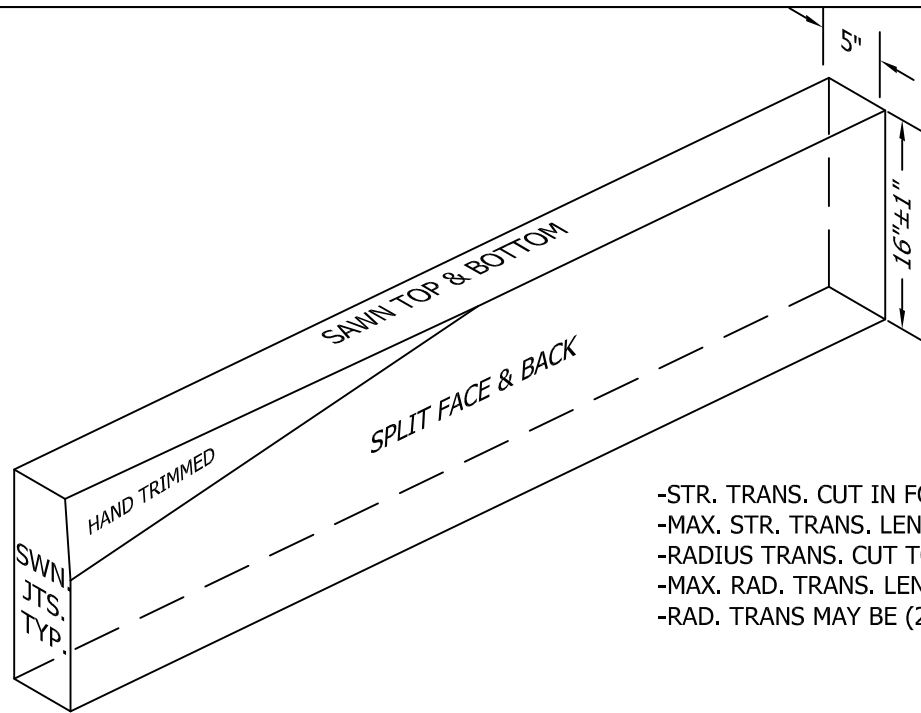 5"
16"±1"
SAWN TOP & BOTTOM
SPLIT FACE & BACK
HAND TRIMMED
SWN.
JTS.
TYP.
-STR. TRANS. CUT IN
-MAX. STR. TRANS.
-RADIUS TRANS. CUT
-MAX. RAD. TRANS.
-RAD. TRANS MAY BE